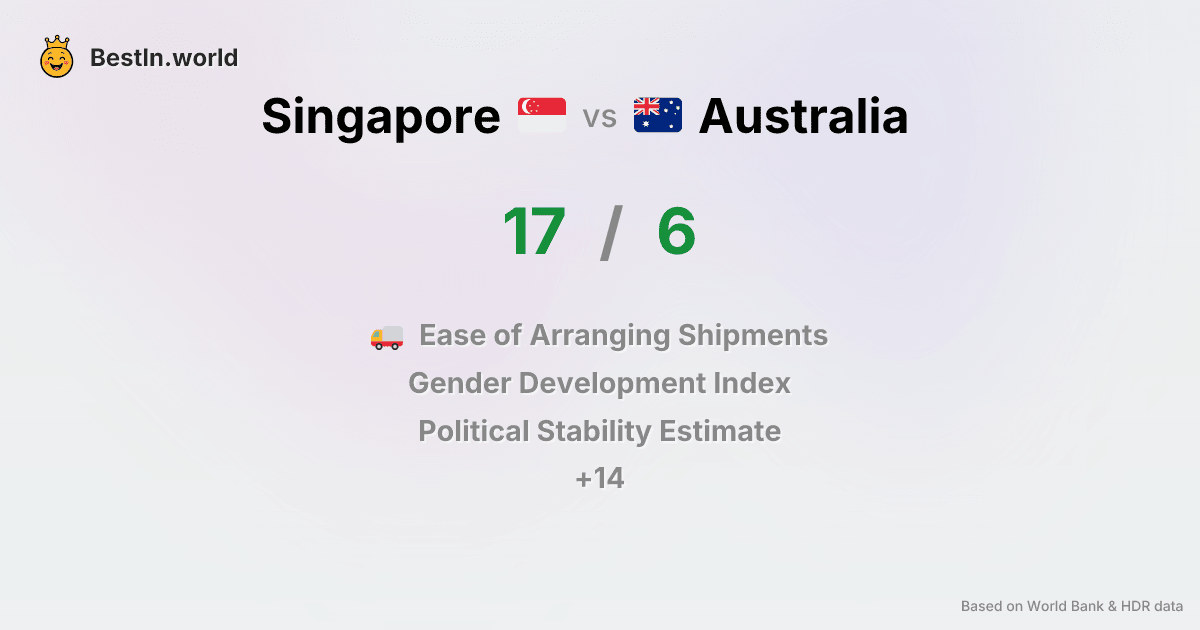 BestIn.world
Singapore vs Australia
17 / 6
Ease of Arranging Shipments
Gender Development Index
Political Stability Estimate
+14
Based on World Bank & HDR data